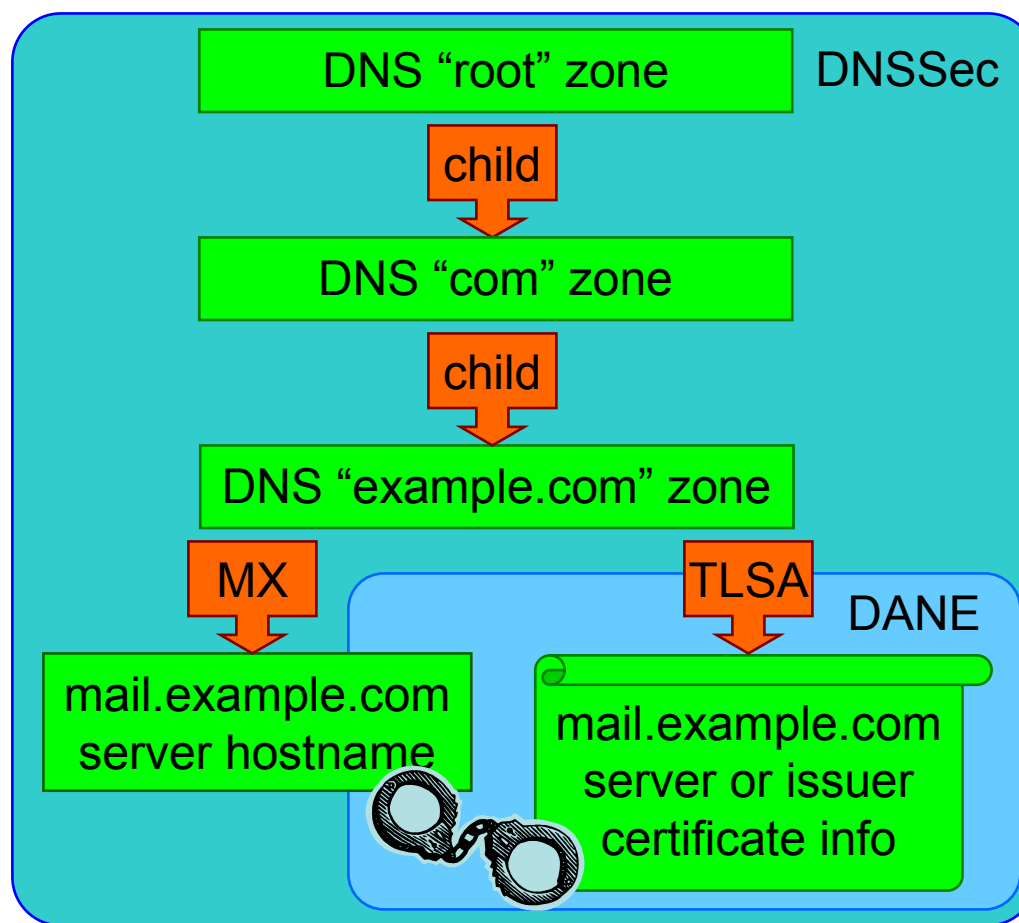 DNS “root” zone
DNSSec
child
DNS “com” zone
child
DNS “example.com” zone
MX
TLSA
DANE
mail.example.com
server hostname
mail.example.com
server or issuer
certificate info